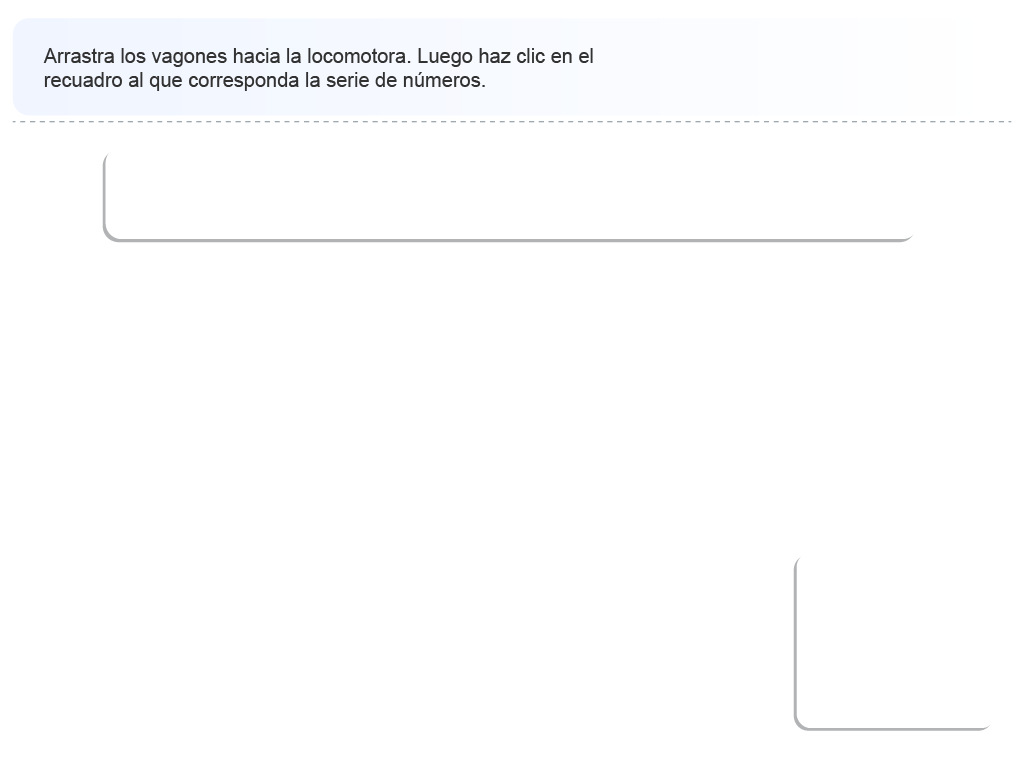 Arrastra los vagones hacia la locomotora. Luego haz clic en el
recuadro al que corresponda la serie de números.